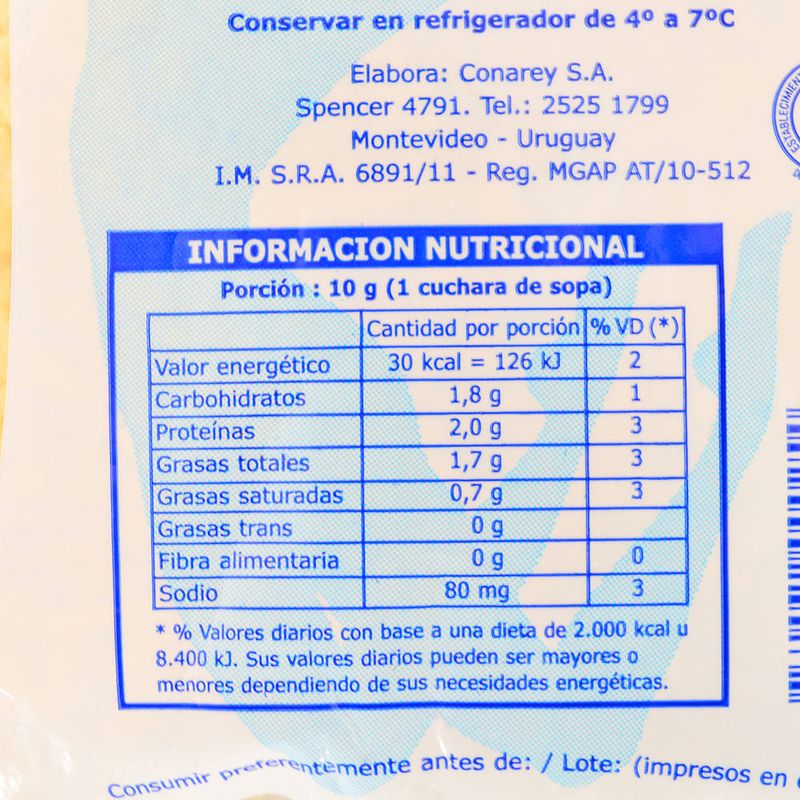 Conservar en refrigerador de 4º a 7ºC
Elabora: Conarey S.A.
Spencer 4791. Tel.: 2525 1799
Montevideo - Uruguay
I.M. S.R.A. 6891/11 - Reg. MGAP AT/10-512
INFORMACION NUTRICIONAL
Porción : 10 g (1 cuchara de sopa)
Cantidad por porción % VD (*)
Valor energético 30 kcal = 126 kJ 2
Carbohidratos 1,8 g 1
Proteínas 2,0 g 3
Grasas totales 1,7 g 3
Grasas saturadas 0,7 g 3
Grasas trans 0 g
Fibra alimentaria 0 g 0
Sodio 80 mg 3
* % Valores diarios con base a una dieta de 2.000 kcal u
8.400 kJ. Sus valores diarios pueden ser mayores o
menores dependiendo de sus necesidades energéticas.
Consumir preferentemente antes de: / Lote: (impresos en